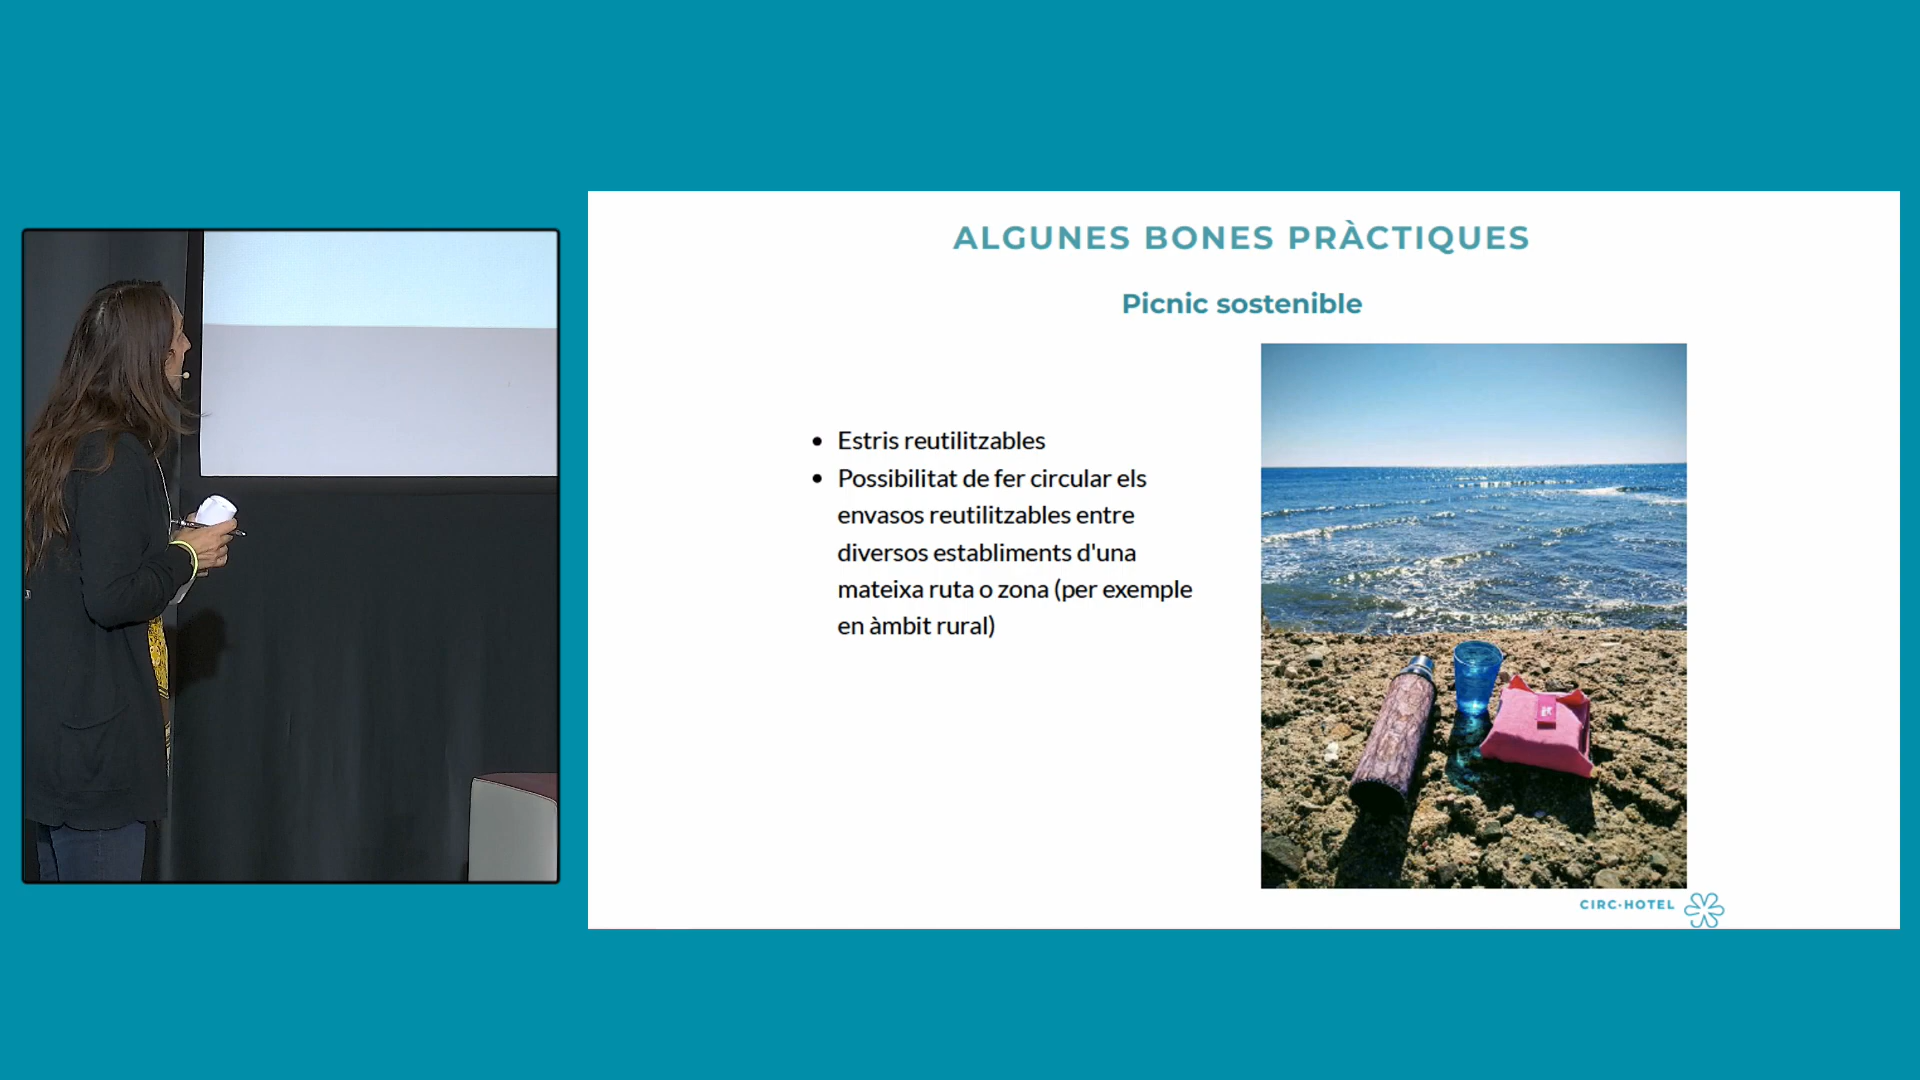 ALGUNES BONES PRÀCTIQUES
Picnic sostenible
• Estris reutilitzables
• Possibilitat de fer circular els
envasos reutilitzables entre
diversos establiments d'una
mateixa ruta o zona (per exemple
en àmbit rural)
CIRC·HOTEL